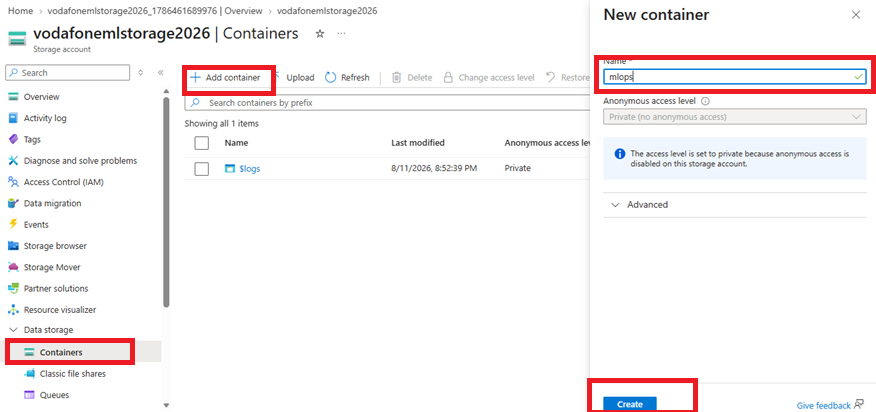 Home > vodafonemlstorage2026_1786461689976 | Overview > vodafonemlstorage2026
vodafonemlstorage2026 | Containers ☆ ···
Storage account
Search
Overview
Activity log
Tags
Diagnose and solve problems
Access Control (IAM)
Data migration
Events
Storage browser
Storage Mover
Partner solutions
Resource visualizer
Data storage
Containers
Classic file shares
Queues
+ Add container Upload Refresh Delete Change access level Restore
Search containers by prefix
Showing all 1 items
Name Last modified Anonymous access
$logs 8/11/2026, 8:52:39 PM Private
New container
Name *
mlops
Anonymous access level
Private (no anonymous access)
The access level is set to private because anonymous access is
disabled on this storage account.
Advanced
Create
Give feedback